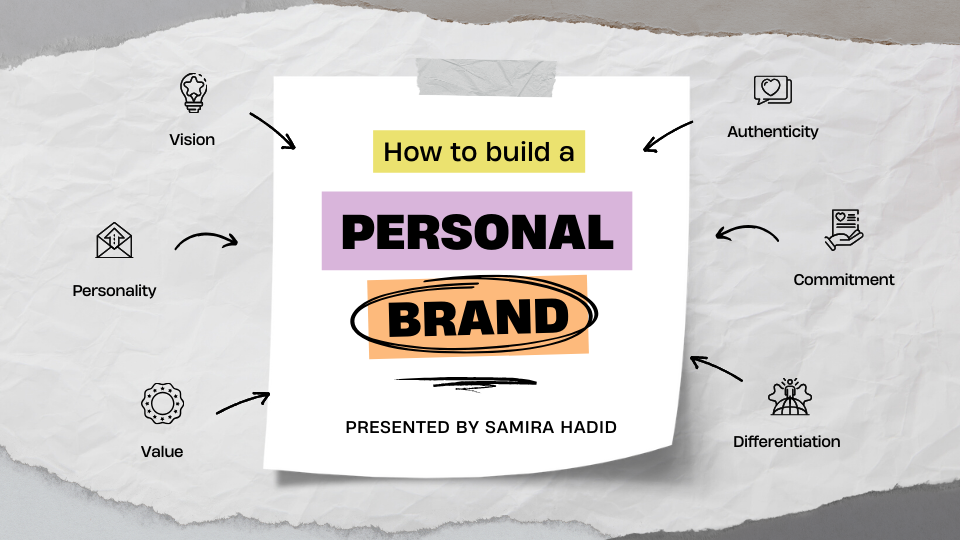 How to build a
PERSONAL
BRAND
PRESENTED BY SAMIRA HADID
Vision
Personality
Value
Authenticity
Commitment
Differentiation